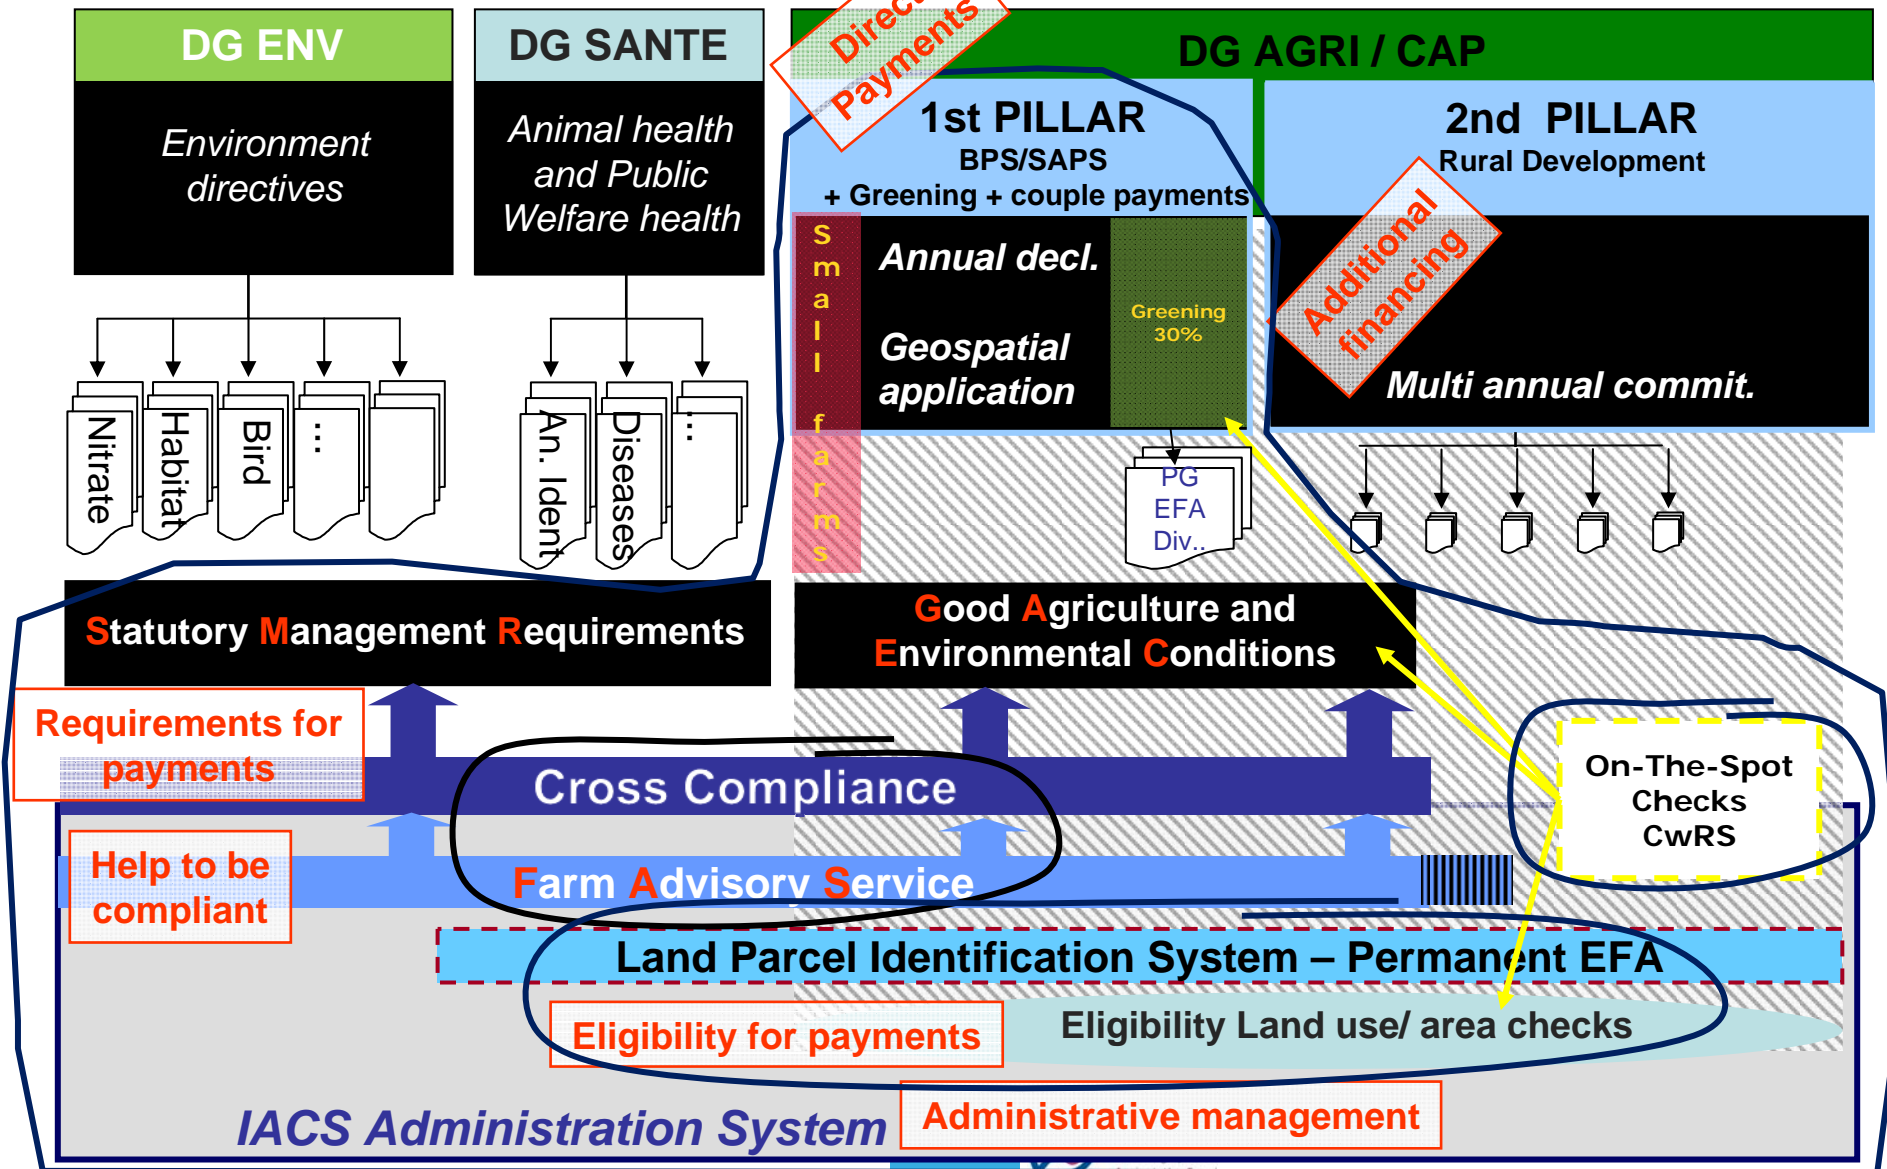 DG ENV
Environment
directives
Nitrate
Habitat
Bird
...
DG SANTE
Animal health
and Public
Welfare health
An. Ident
Diseases
...
Direct
Payments
DG AGRI / CAP
1st PILLAR
BPS/SAPS
+ Greening + couple payments
Small farms
Annual decl.
Geospatial
application
Greening
30%
PG
EFA
Div..
2nd PILLAR
Rural Development
Additional
financing
Multi annual commit.
Statutory Management Requirements
Good Agriculture and
Environmental Conditions
Requirements for
payments
Cross Compliance
On-The-Spot
Checks
CwRS
Help to be
compliant
Farm Advisory Service
Land Parcel Identification System – Permanent EFA
Eligibility for payments
Eligibility Land use/ area checks
IACS Administration System
Administrative management